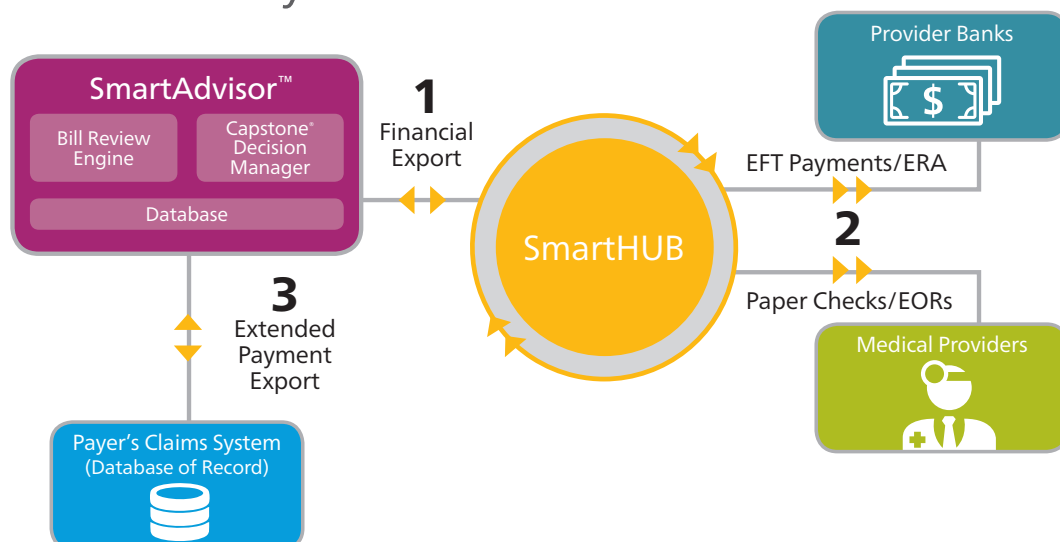 SmartAdvisor™
Bill Review
Engine
Capstone®
Decision
Manager
Database
1
Financial
Export
SmartHUB
Provider Banks
$
EFT Payments/ERA
2
Paper Checks/EORs
Medical Providers
3
Extended
Payment
Export
Payer’s Claims System
(Database of Record)